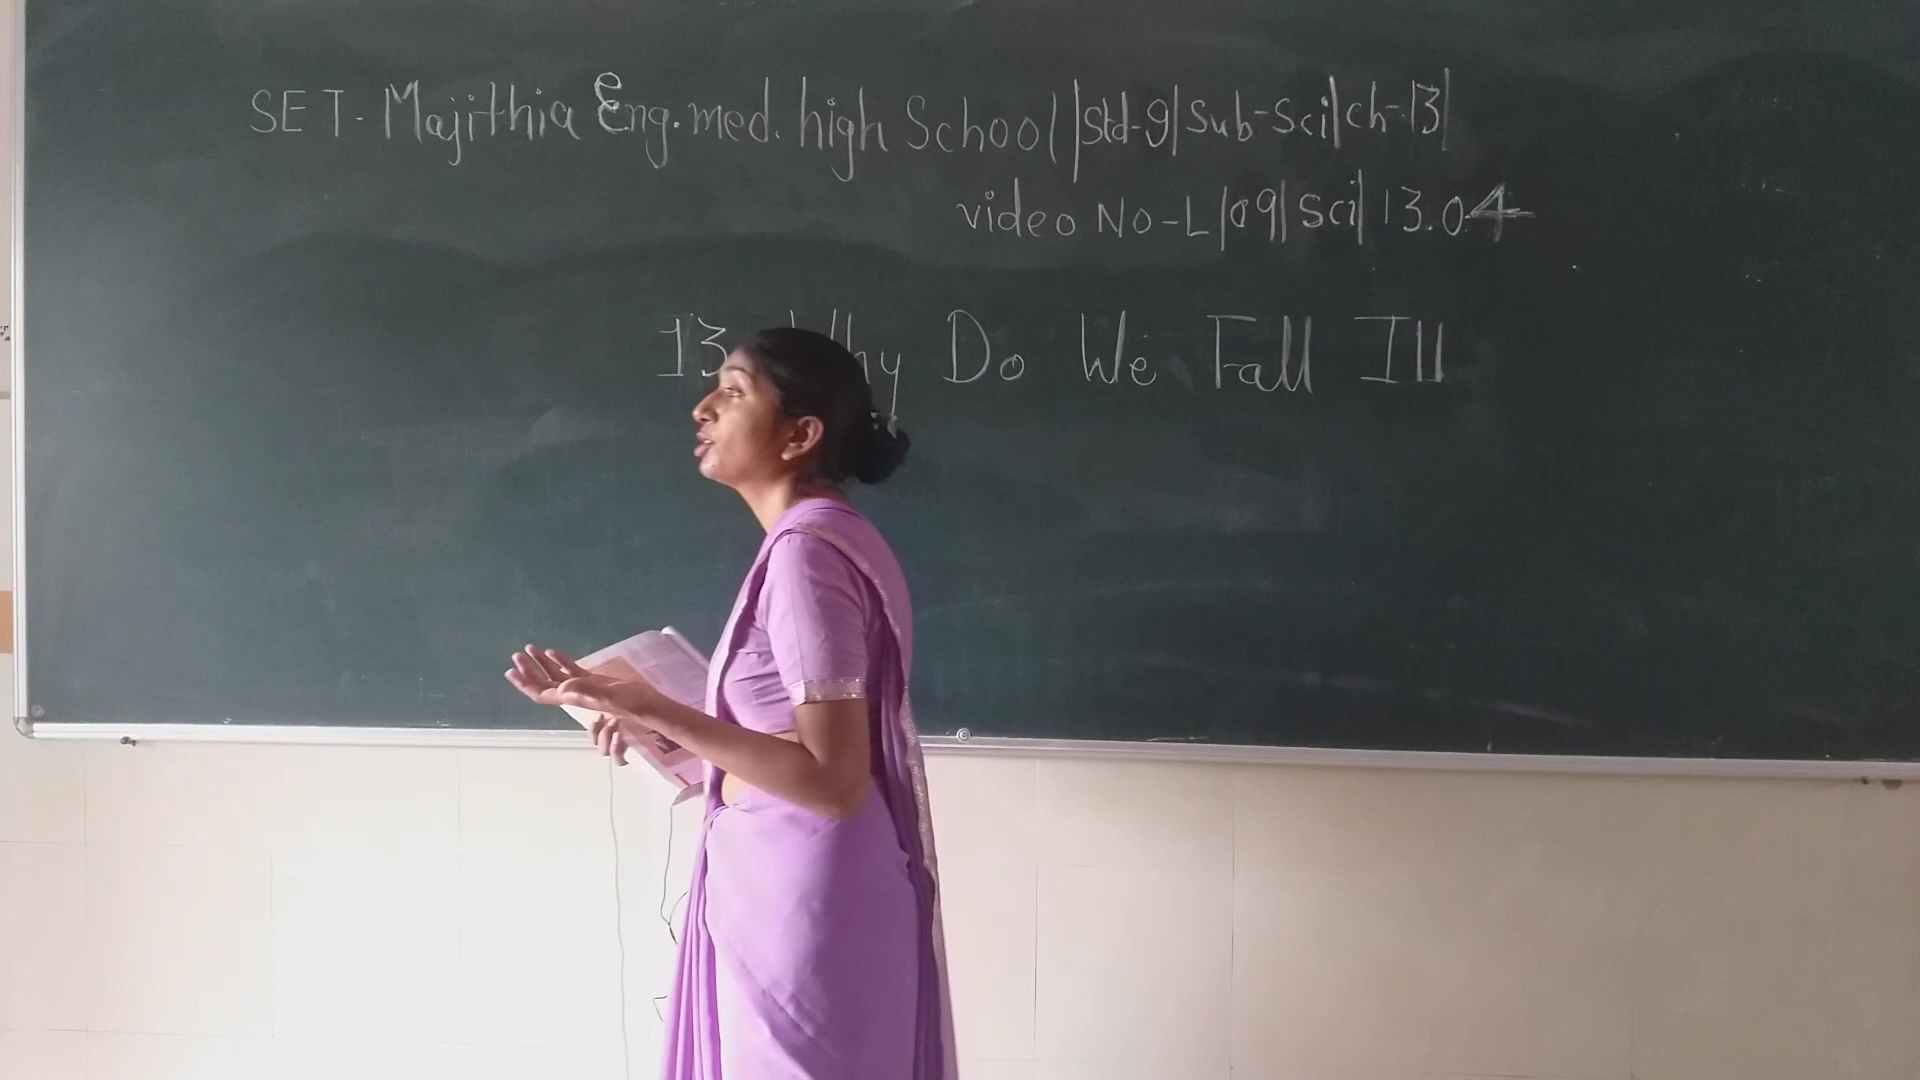 SET. Majithia Eng.med. high School |Std-9| Sub-Sci|ch-13|
video No-L|09|Sci|13.04
13 Why Do We Fall Ill